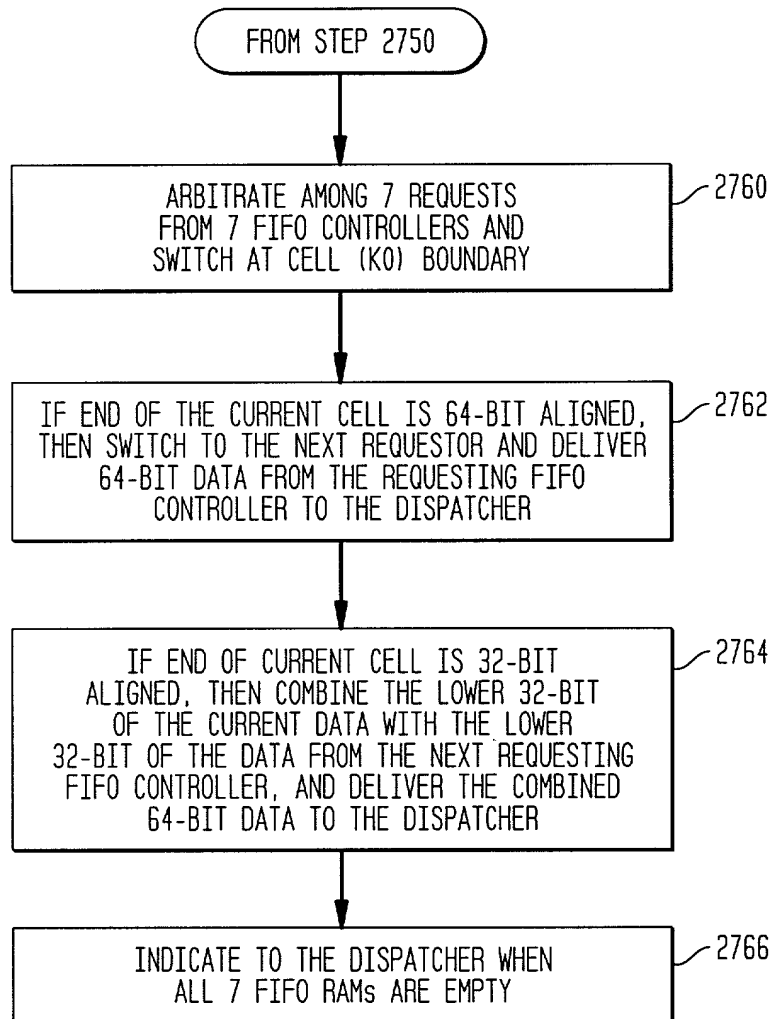 FROM STEP 2750
ARBITRATE AMONG 7 REQUESTS
FROM 7 FIFO CONTROLLERS AND
SWITCH AT CELL (K0) BOUNDARY
2760
IF END OF THE CURRENT CELL IS 64-BIT ALIGNED,
THEN SWITCH TO THE NEXT REQUESTOR AND DELIVER
64-BIT DATA FROM THE REQUESTING FIFO
CONTROLLER TO THE DISPATCHER
2762
IF END OF CURRENT CELL IS 32-BIT
ALIGNED, THEN COMBINE THE LOWER 32-BIT
OF THE CURRENT DATA WITH THE LOWER
32-BIT OF THE DATA FROM THE NEXT REQUESTING
FIFO CONTROLLER, AND DELIVER THE COMBINED
64-BIT DATA TO THE DISPATCHER
2764
INDICATE TO THE DISPATCHER WHEN
ALL 7 FIFO RAMs ARE EMPTY
2766